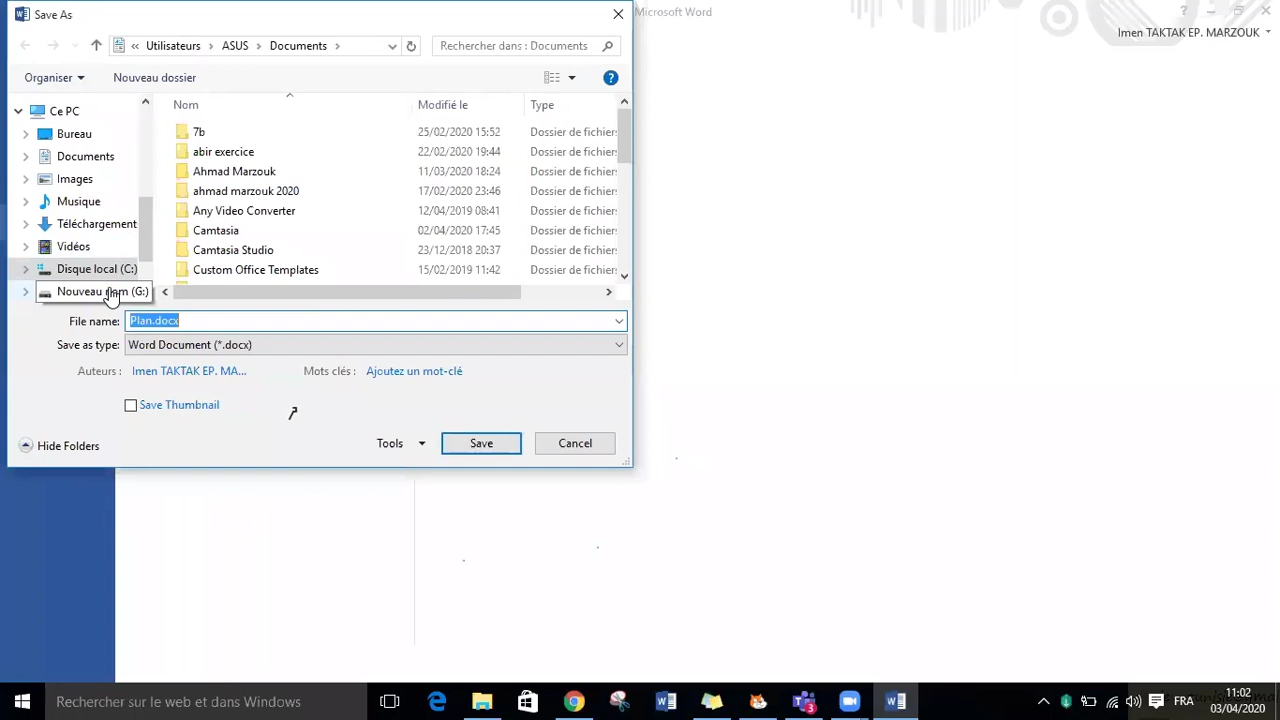 Save As
Microsoft Word
Imen TAKTAK EP. MARZOUK
« Utilisateurs > ASUS > Documents >
Rechercher dans : Documents
Organiser
Nouveau dossier
Nom
Modifié le
Type
Ce PC
Bureau
Documents
Images
Musique
Téléchargement
Vidéos
Disque local (C:)
Nouveau nom (G:)
7b 25/02/2020 15:52 Dossier de fichiers
abir exercice 22/02/2020 19:44 Dossier de fichiers
Ahmad Marzouk 11/03/2020 18:24 Dossier de fichiers
ahmad marzouk 2020 17/02/2020 23:46 Dossier de fichiers
Any Video Converter 12/04/2019 08:41 Dossier de fichiers
Camtasia 02/04/2020 17:45 Dossier de fichiers
Camtasia Studio 23/12/2018 20:37 Dossier de fichiers
Custom Office Templates 15/02/2019 11:42 Dossier de fichiers
File name: Plan.docx
Save as type: Word Document (*.docx)
Auteurs : Imen TAKTAK EP. MA...
Mots clés : Ajoutez un mot-clé
Save Thumbnail
Hide Folders
Tools
Save
Cancel
Rechercher sur le web et dans Windows
3
FRA
11:02
03/04/2020